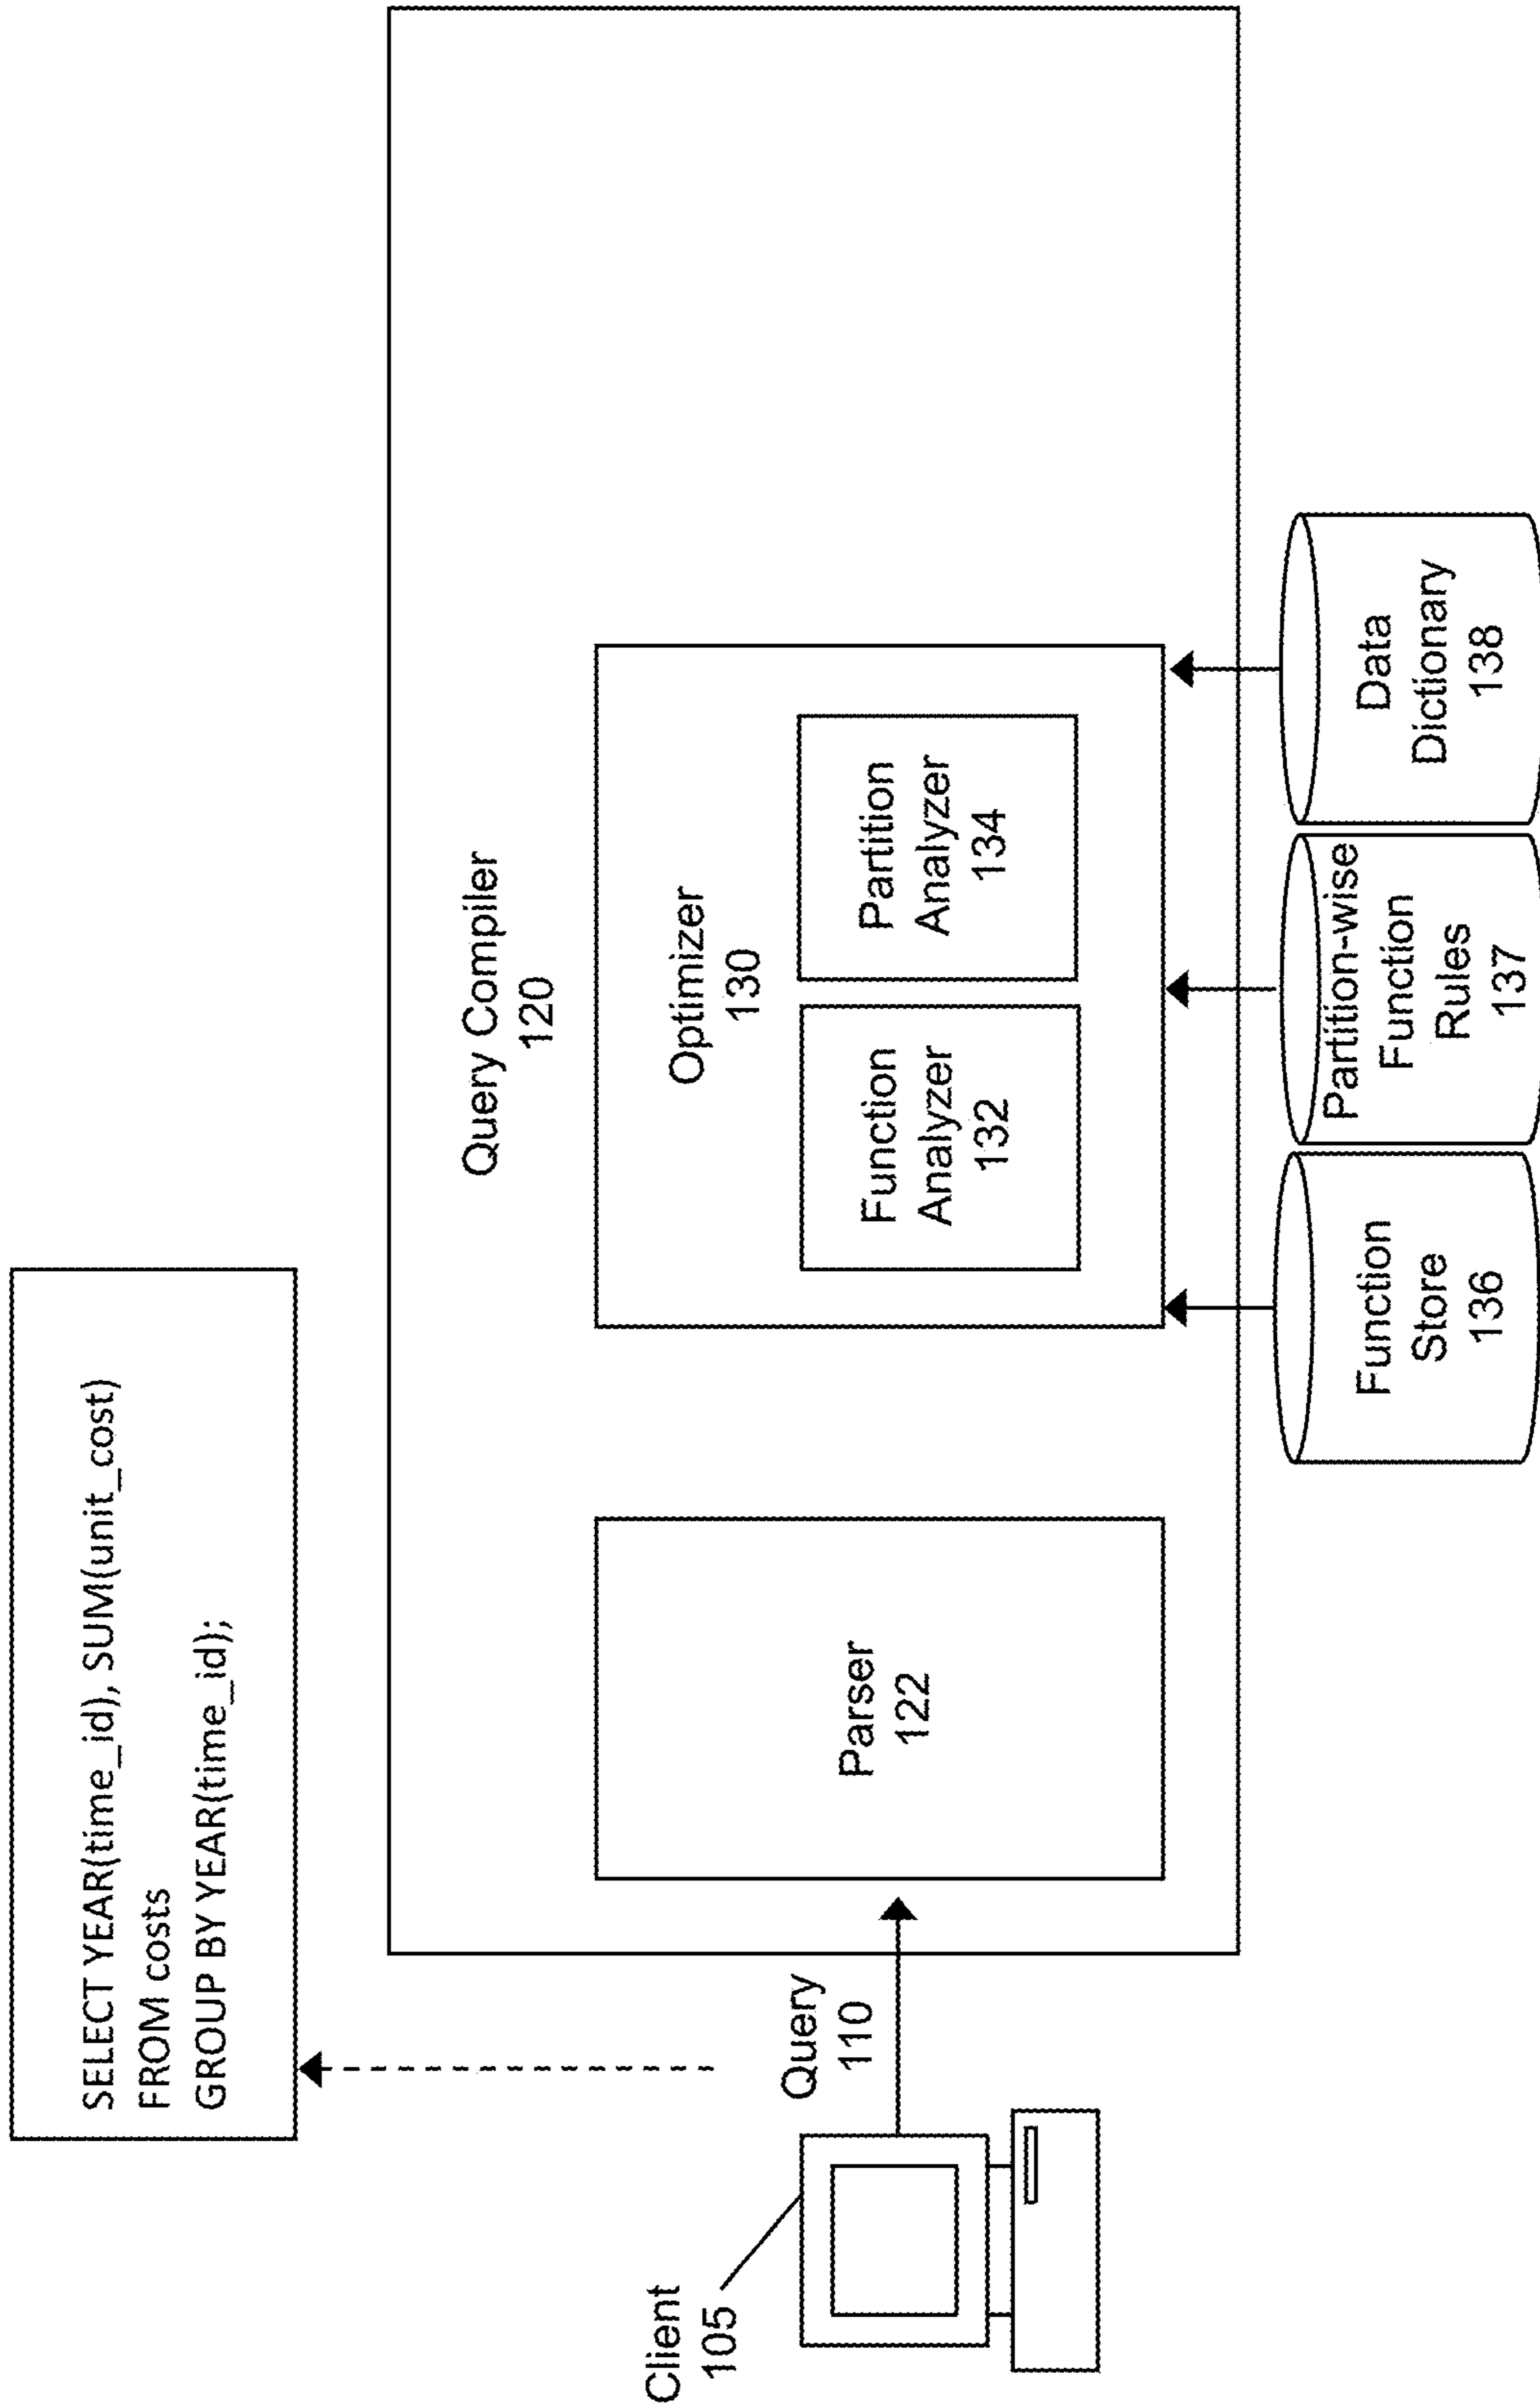 SELECT YEAR(time_id), SUM(unit_cost)
FROM costs
GROUP BY YEAR(time_id);
Client
105
Query
110
Query Compiler
120
Parser
122
Optimizer
130
Function
Analyzer
132
Partition
Analyzer
134
Function
Store
136
Partition-wise
Function
Rules
137
Data
Dictionary
138